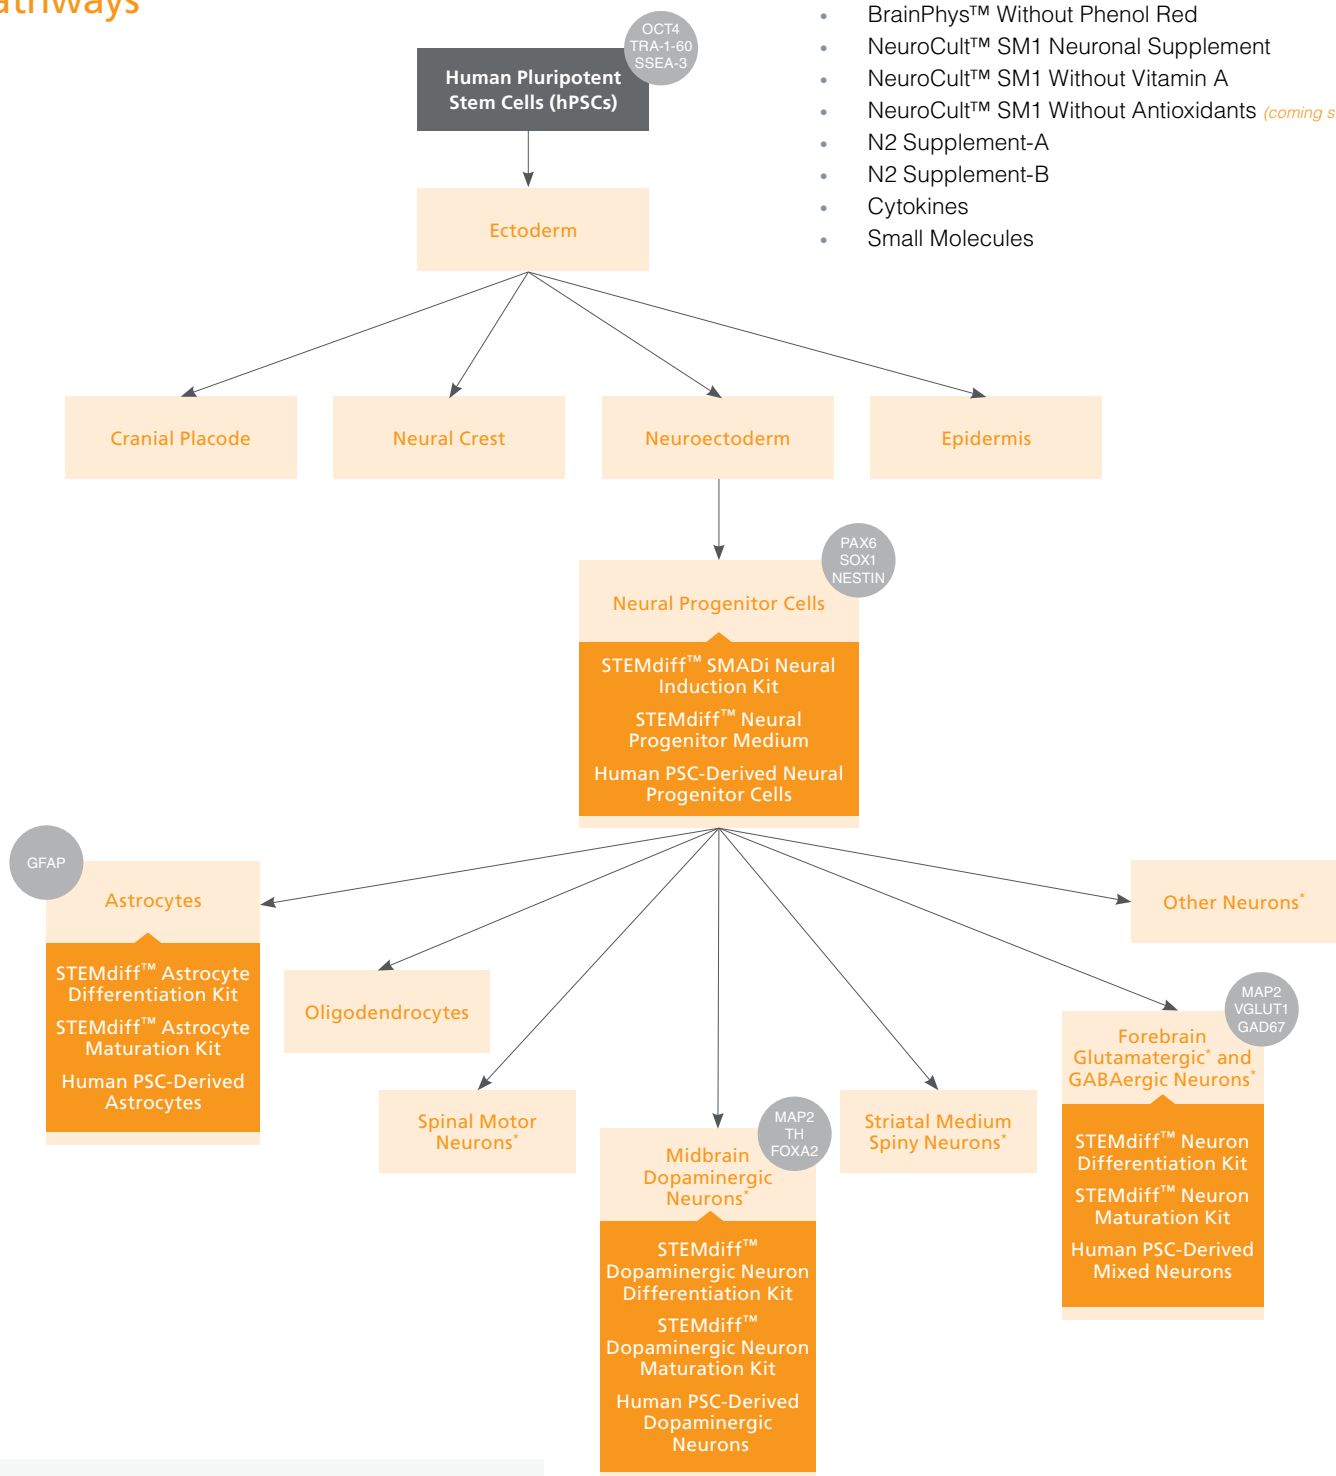 BrainPhys™ Without Phenol Red
NeuroCult™ SM1 Neuronal Supplement
NeuroCult™ SM1 Without Vitamin A
NeuroCult™ SM1 Without Antioxidants (coming s
N2 Supplement-A
N2 Supplement-B
Cytokines
Small Molecules
OCT4
TRA-1-60
SSEA-3
Human Pluripotent
Stem Cells (hPSCs)
Ectoderm
Cranial Placode
Neural Crest
Neuroectoderm
Epidermis
PAX6
SOX1
NESTIN
Neural Progenitor Cells
STEMdiff™ SMADi Neural
Induction Kit
STEMdiff™ Neural
Progenitor Medium
Human PSC-Derived Neural
Progenitor Cells
GFAP
Astrocytes
STEMdiff™ Astrocyte
Differentiation Kit
STEMdiff™ Astrocyte
Maturation Kit
Human PSC-Derived
Astrocytes
Oligodendrocytes
Spinal Motor
Neurons*
MAP2
TH
FOXA2
Midbrain
Dopaminergic
Neurons*
STEMdiff™
Dopaminergic Neuron
Differentiation Kit
STEMdiff™
Dopaminergic Neuron
Maturation Kit
Human PSC-Derived
Dopaminergic
Neurons
Striatal Medium
Spiny Neurons*
MAP2
VGLUT1
GAD67
Forebrain
Glutamatergic* and
GABAergic Neurons*
STEMdiff™ Neuron
Differentiation Kit
STEMdiff™ Neuron
Maturation Kit
Human PSC-Derived
Mixed Neurons
Other Neurons*